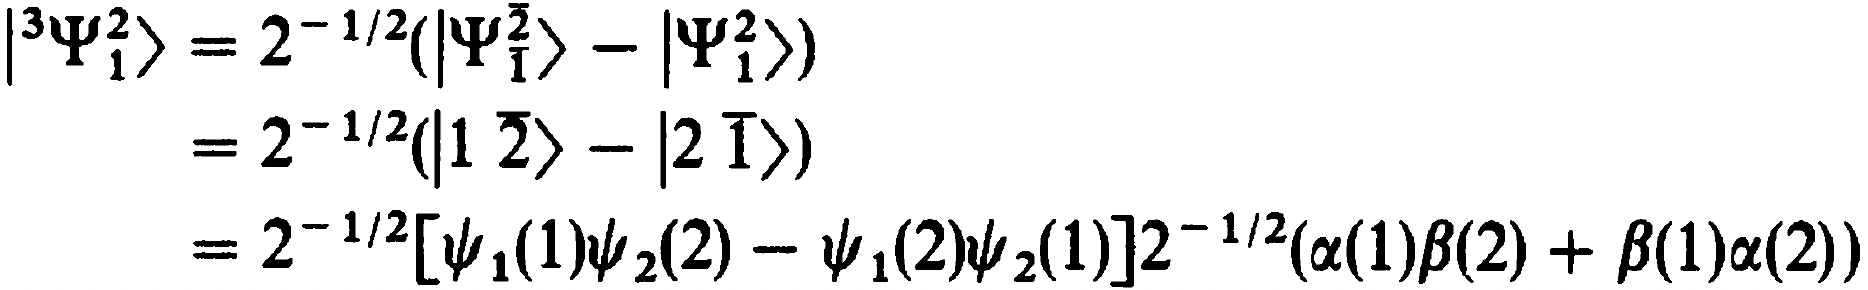 |³Ψ₁²⟩ = 2^{-1/2}(|Ψ_{1̅}^{2̅}⟩ − |Ψ₁²⟩)
= 2^{-1/2}(|1 2̅⟩ − |2 1̅⟩)
= 2^{-1/2}[ψ₁(1)ψ₂(2) − ψ₁(2)ψ₂(1)]2^{-1/2}(α(1)β(2) + β(1)α(2))